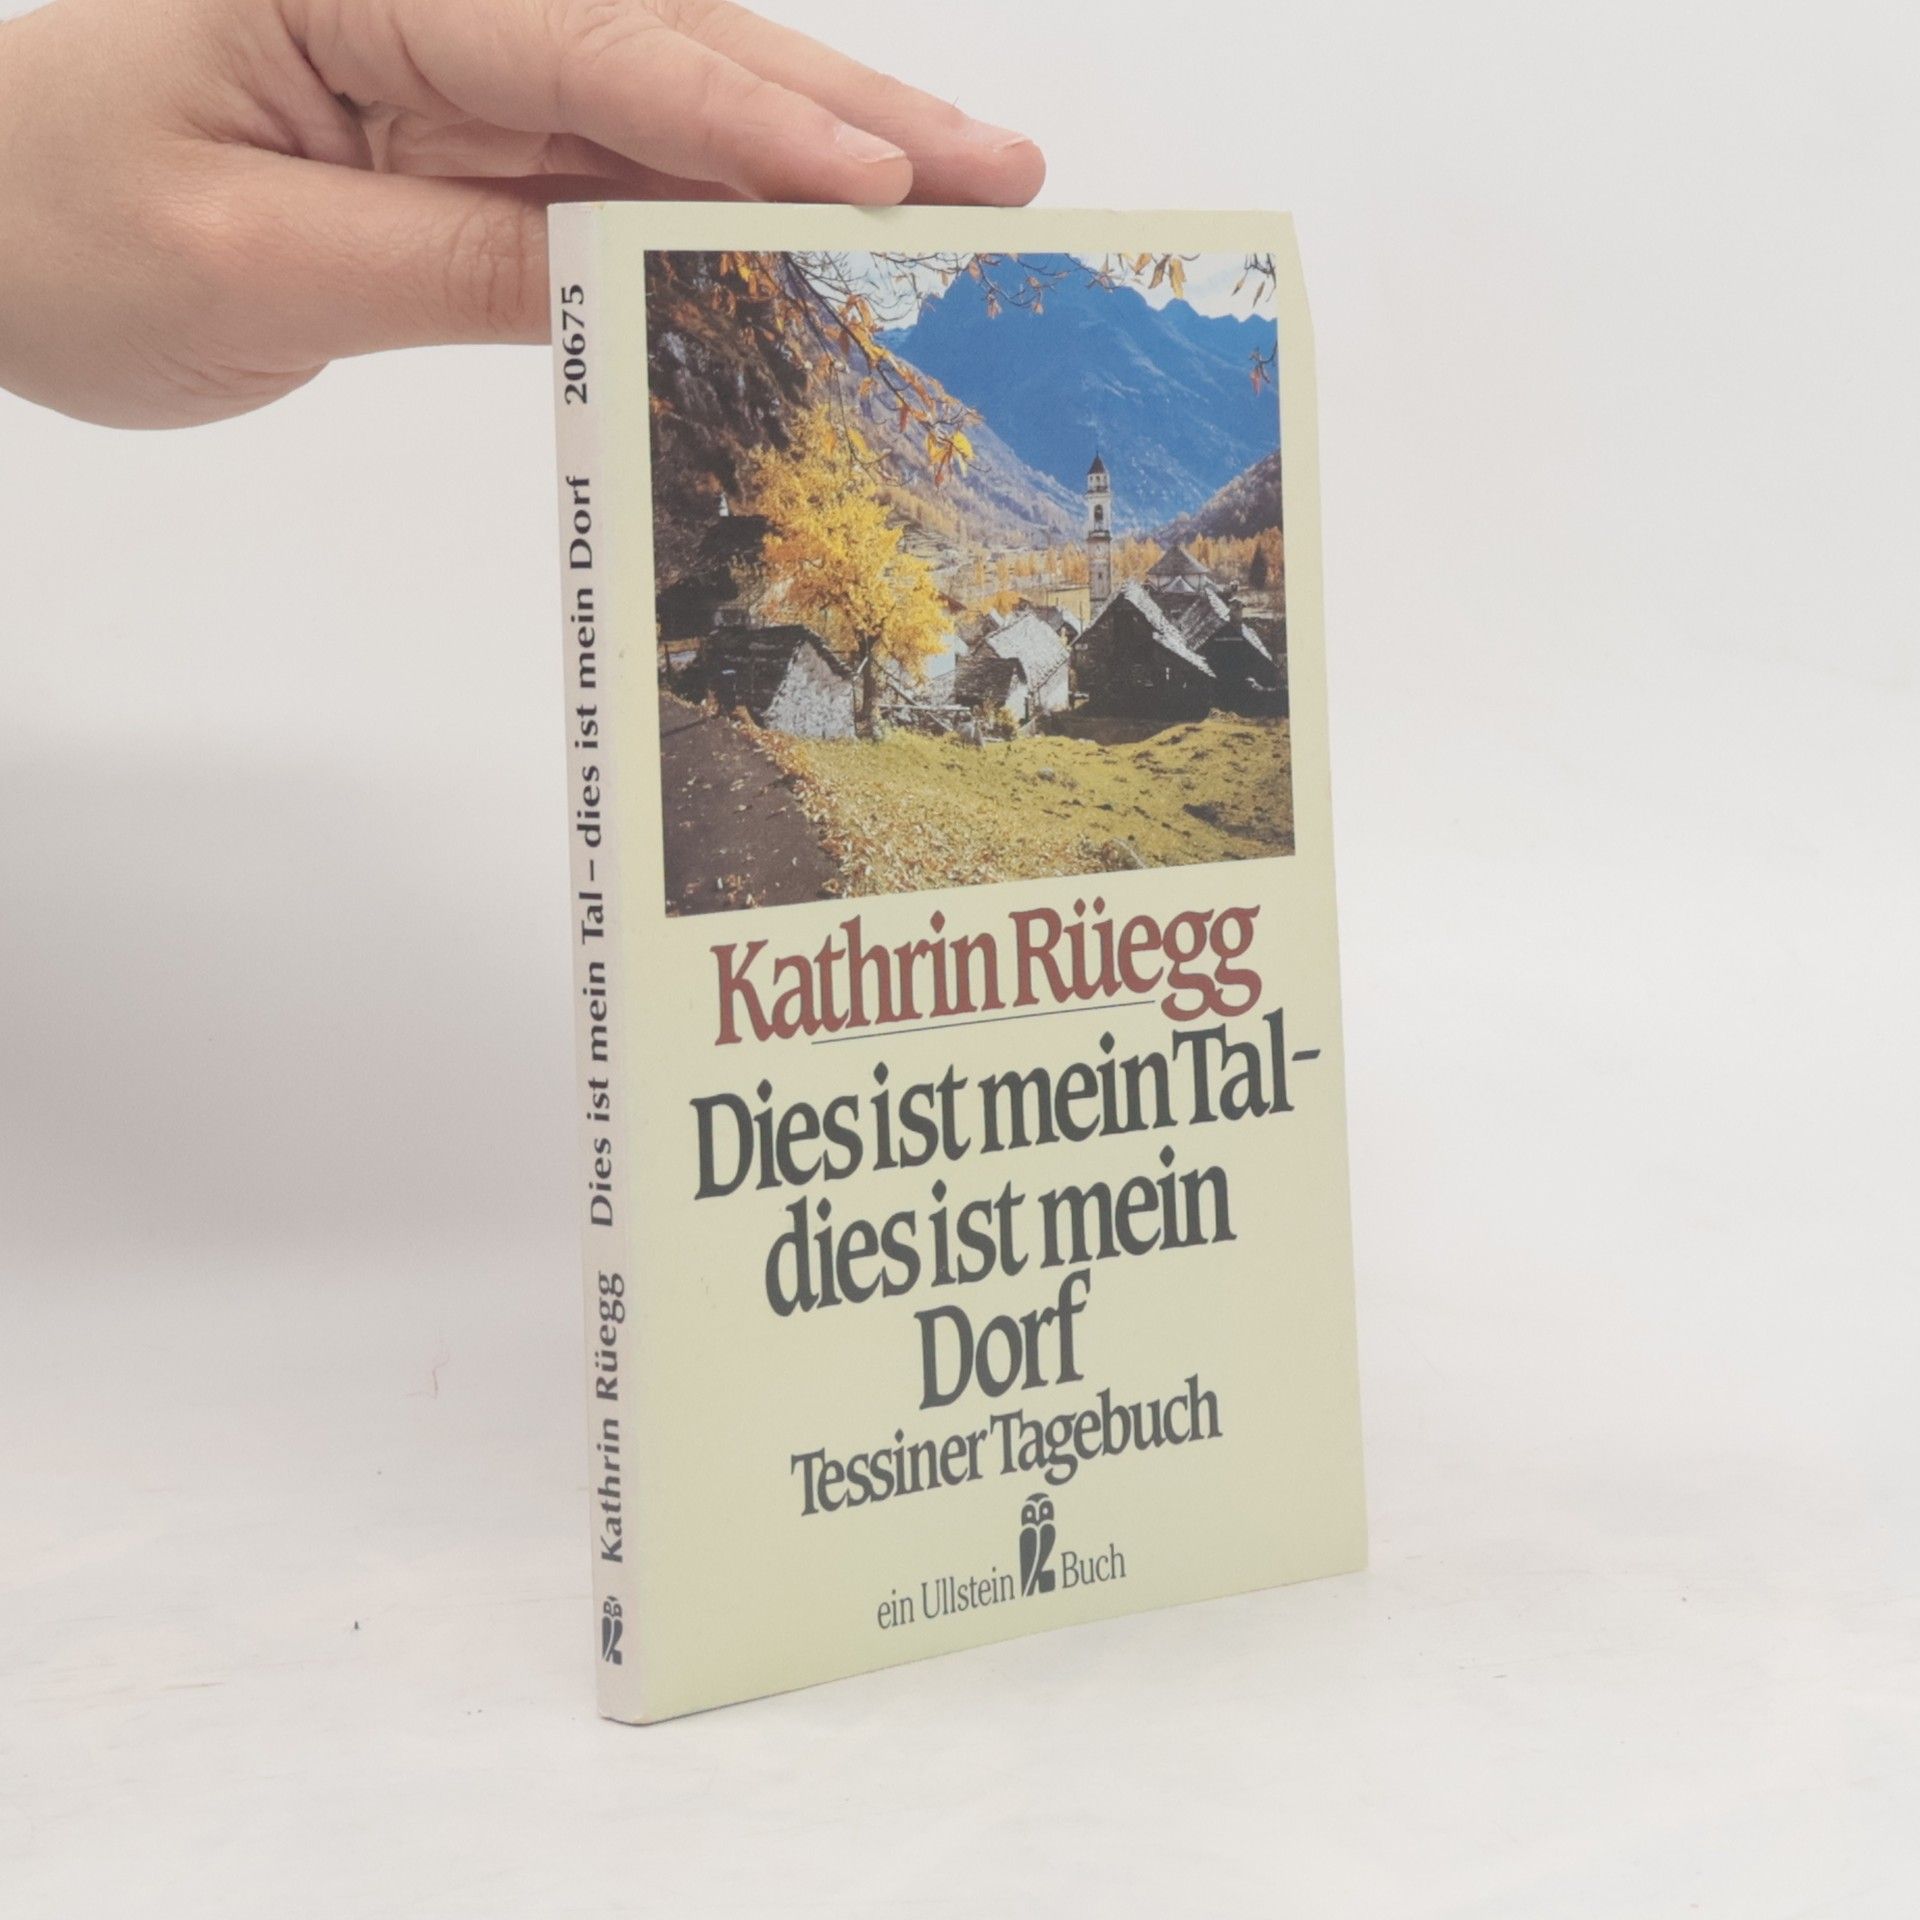 Kathrin Rüegg Dies ist mein Tal – dies ist mein Dorf 20675
Kathrin Rüegg
Dies ist mein Tal-
dies ist mein
Dorf
Tessiner Tagebuch
ein Ullstein Buch